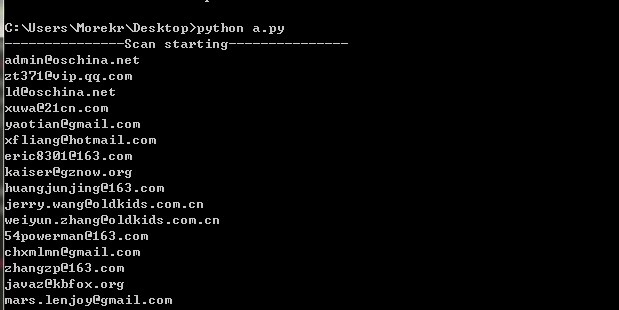 C:\Users\Morekr\Desktop>python a.py
---------------Scan starting---------------
admin@oschina.net
zt371@vip.qq.com
ld@oschina.net
xuwa@21cn.com
yaotian@gmail.com
xfliang@hotmail.com
eric8301@163.com
kaiser@gznow.org
huangjunjing@163.com
jerry.wang@oldkids.com.cn
weiyun.zhang@oldkids.com.cn
54powerman@163.com
chxmlmn@gmail.com
zhangzp@163.com
javaz@kbfox.org
mars.lenjoy@gmail.com